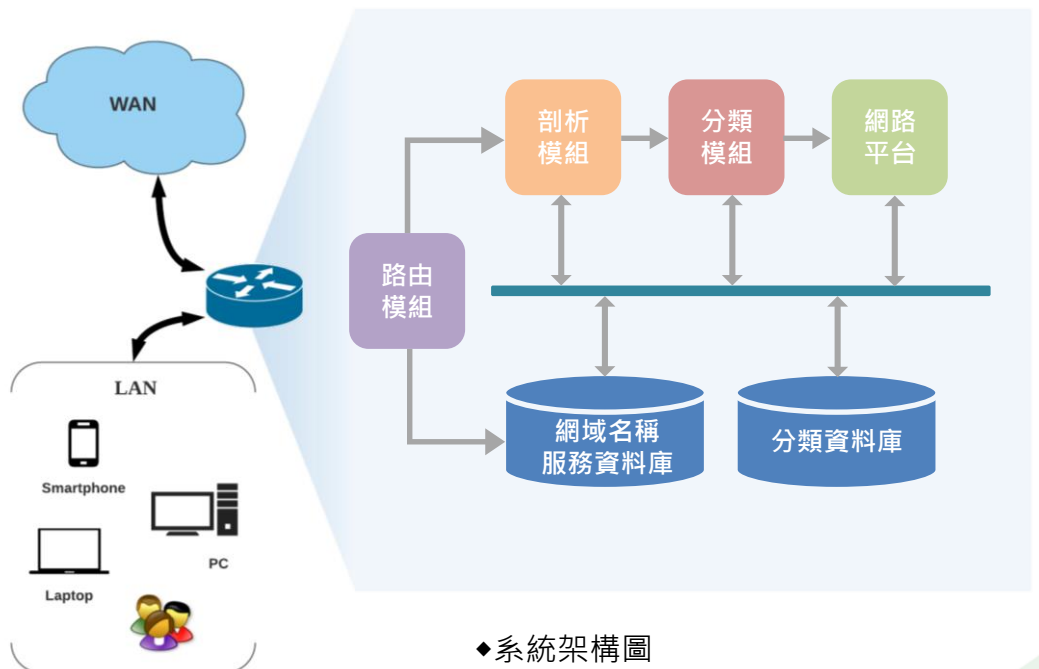 WAN
剖析
模組
分類
模組
網路
平台
路由
模組
LAN
Smartphone
PC
Laptop
網域名稱
服務資料庫
分類資料庫
◆系統架構圖